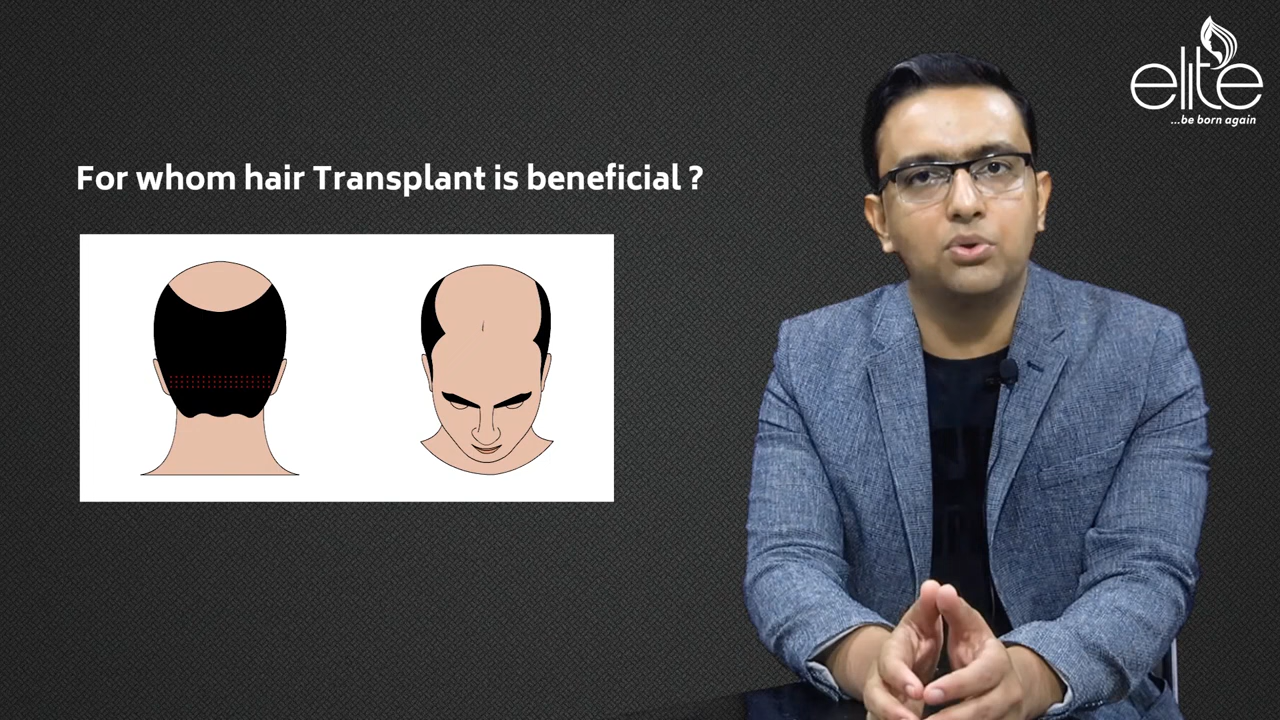 elite
...be born again
For whom hair Transplant is beneficial ?